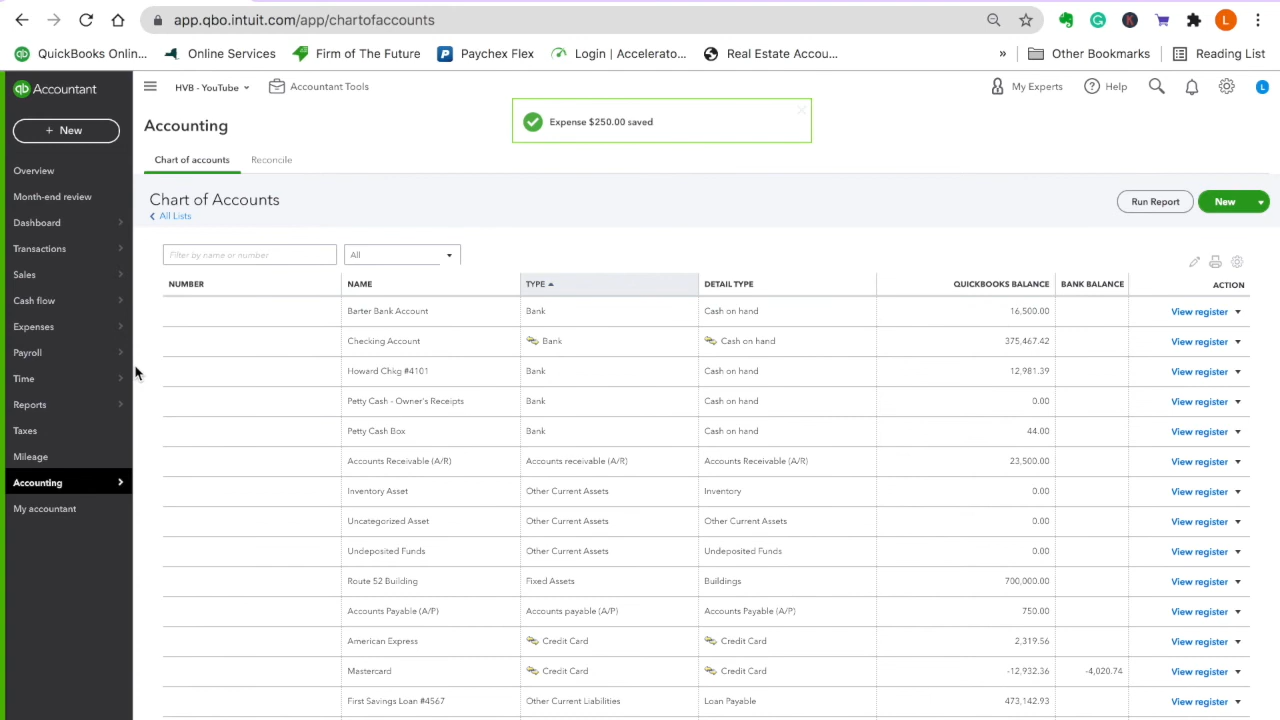 app.qbo.intuit.com/app/chartofaccounts
L
QuickBooks Onlin... Online Services Firm of The Future Paychex Flex Login | Accelerato... Real Estate Accou... » Other Bookmarks Reading List
qb Accountant HVB - YouTube Accountant Tools My Experts Help L
+ New
Accounting
Expense $250.00 saved
Chart of accounts Reconcile
Overview
Month-end review
Dashboard
Transactions
Sales
Cash flow
Expenses
Payroll
Time
Reports
Taxes
Mileage
Accounting
My accountant
Chart of Accounts
All Lists
Run Report New
Filter by name or number All
NUMBER NAME TYPE DETAIL TYPE QUICKBOOKS BALANCE BANK BALANCE ACTION
Barter Bank Account Bank Cash on hand 16,500.00 View register
Checking Account Bank Cash on hand 375,467.42 View register
Howard Chkg #4101 Bank Cash on hand 12,981.39 View register
Petty Cash - Owner's Receipts Bank Cash on hand 0.00 View register
Petty Cash Box Bank Cash on hand 44.00 View register
Accounts Receivable (A/R) Accounts receivable (A/R) Accounts Receivable (A/R) 23,500.00 View register
Inventory Asset Other Current Assets Inventory 0.00 View register
Uncategorized Asset Other Current Assets Other Current Assets 0.00 View register
Undeposited Funds Other Current Assets Undeposited Funds 0.00 View register
Route 52 Building Fixed Assets Buildings 700,000.00 View register
Accounts Payable (A/P) Accounts payable (A/P) Accounts Payable (A/P) 750.00 View register
American Express Credit Card Credit Card 2,319.56 View register
Mastercard Credit Card Credit Card -12,932.36 -4,020.74 View register
First Savings Loan #4567 Other Current Liabilities Loan Payable 473,142.93 View register